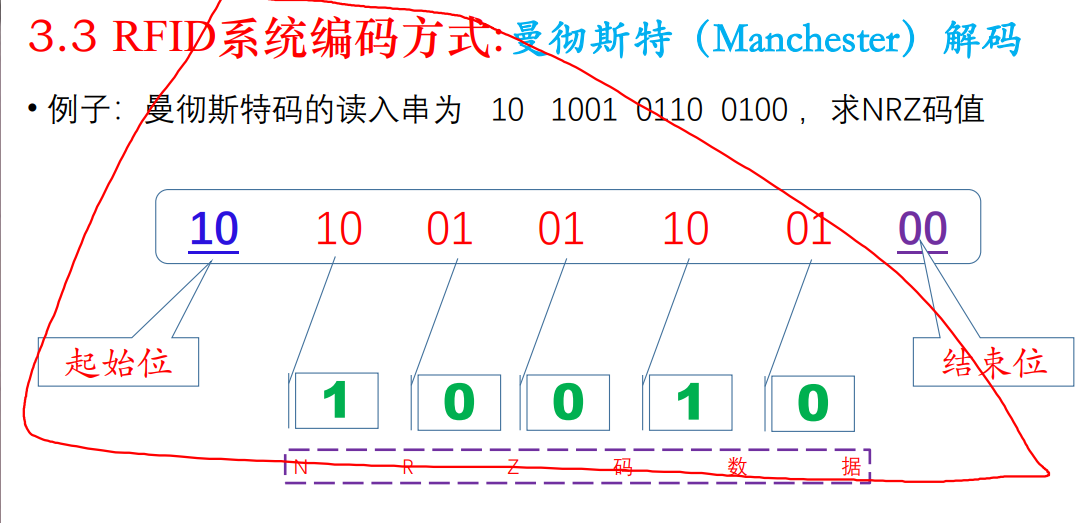 3.3 RFID系统编码方式:曼彻斯特（Manchester）解码
• 例子：曼彻斯特码的读入串为 10 1001 0110 0100 ， 求NRZ码值
10 10 01 01 10 01 00
起始位 结束位
1 0 0 1 0
N R Z 码 数 据